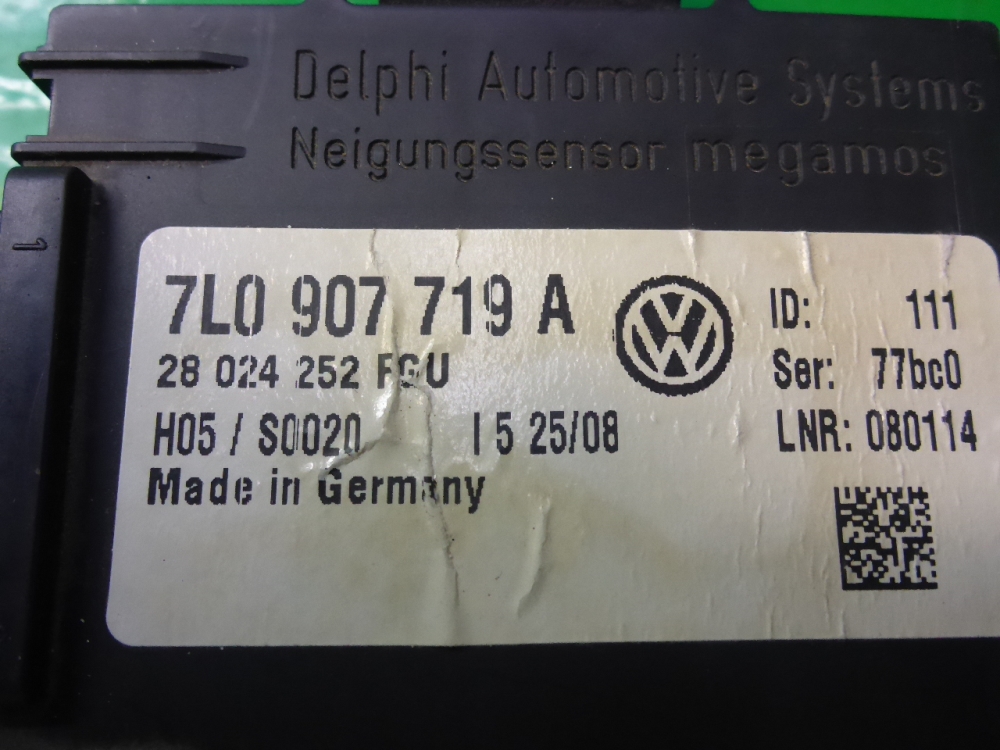 Delphi Automotive Systems
Neigungssensor megamos
1
7L0 907 719 A
28 024 252
H05 / S0020 I 5 25/08
Made in Germany
ID: 111
Ser: 77bc0
LNR: 080114